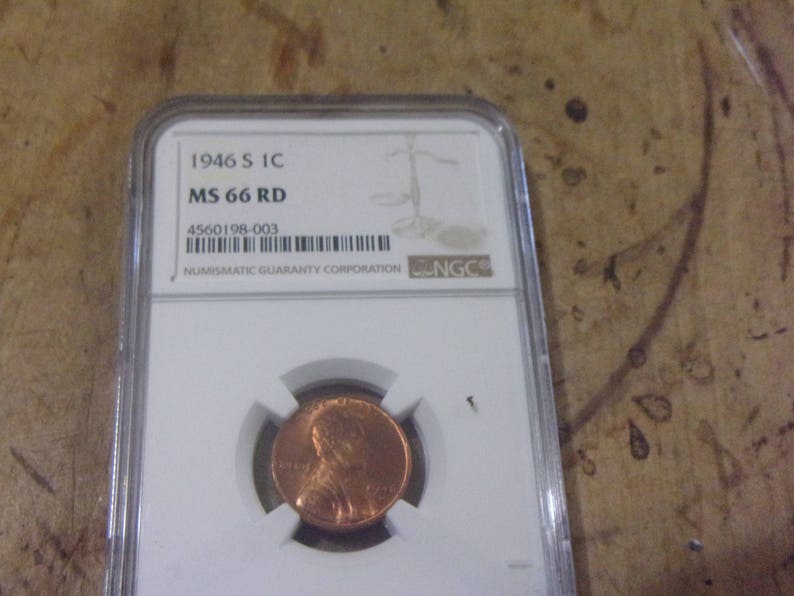 1946 S 1C
MS 66 RD
4560198-003
NUMISMATIC GUARANTY CORPORATION NGC®